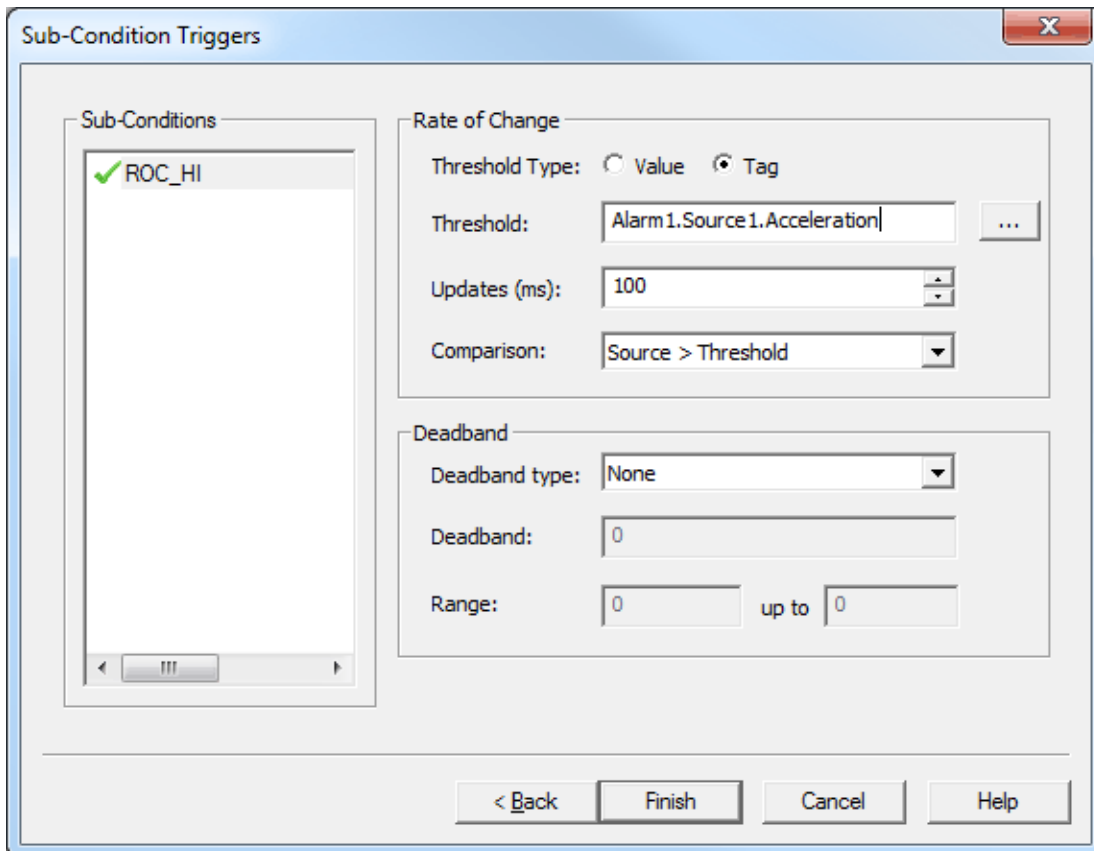 Sub-Condition Triggers
Sub-Conditions
ROC_HI
Rate of Change
Threshold Type: Value Tag
Threshold: Alarm1.Source1.Acceleration ...
Updates (ms): 100
Comparison: Source > Threshold
Deadband
Deadband type: None
Deadband: 0
Range: 0 up to 0
< Back Finish Cancel Help